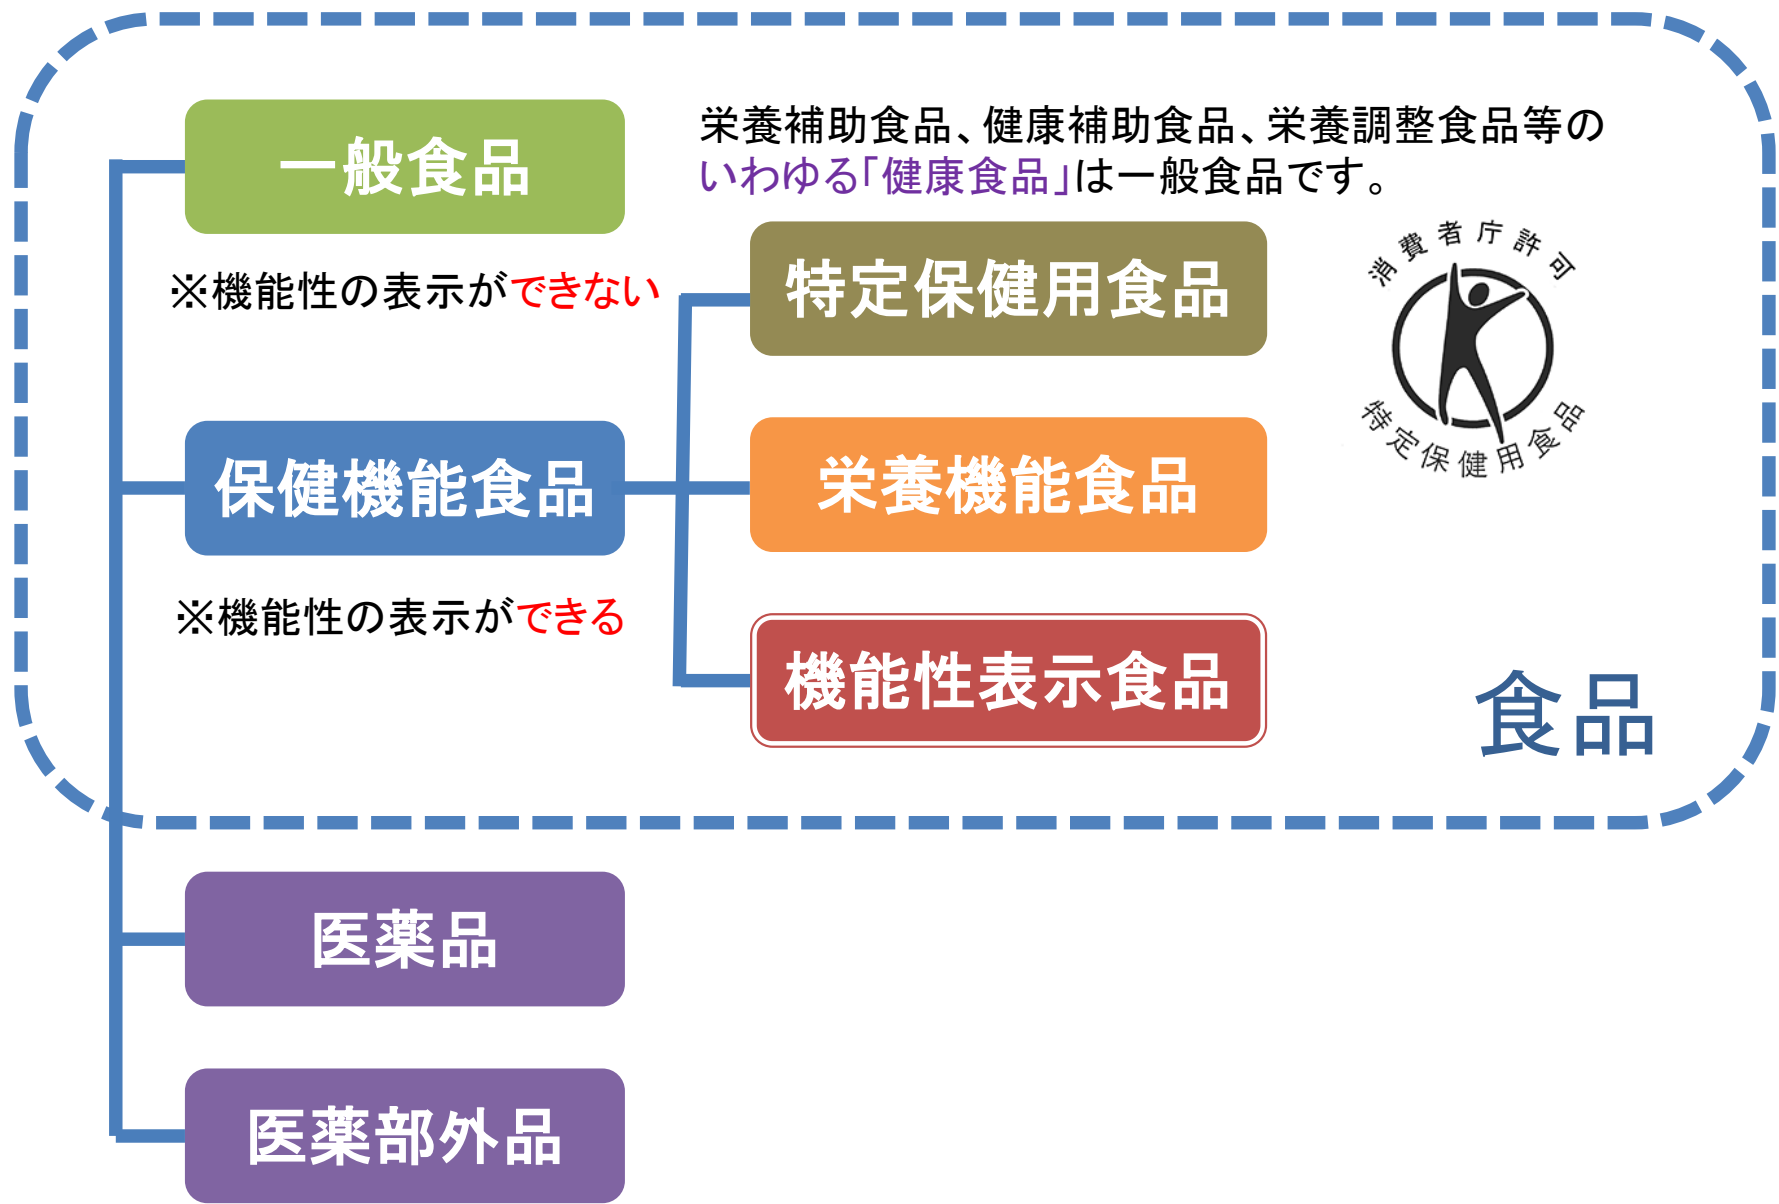 一般食品
栄養補助食品、健康補助食品、栄養調整食品等の
いわゆる「健康食品」は一般食品です。
※機能性の表示ができない
特定保健用食品
消費者庁許可
特定保健用食品
保健機能食品
栄養機能食品
※機能性の表示ができる
機能性表示食品
食品
医薬品
医薬部外品